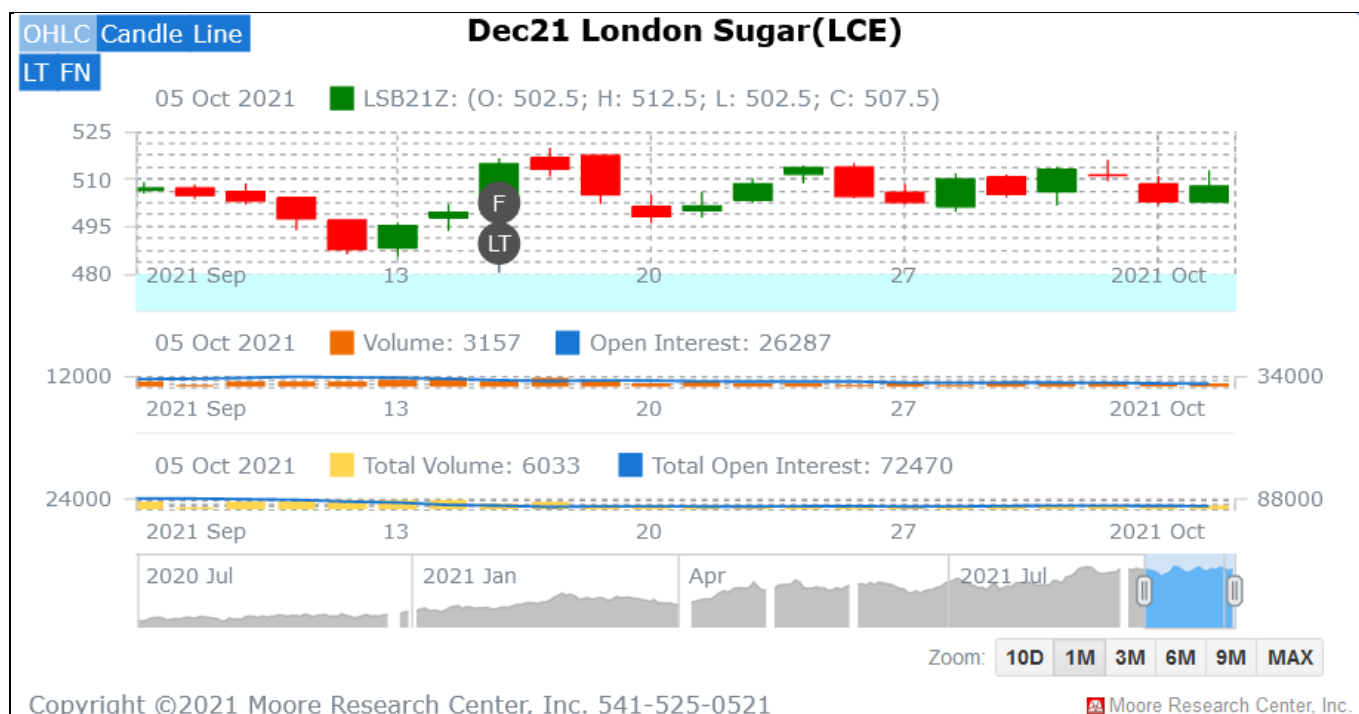 OHLC Candle Line
Dec21 London Sugar(LCE)
LT FN
05 Oct 2021 LSB21Z: (O: 502.5; H: 512.5; L: 502.5; C: 507.5)
525
510
495
480
F
LT
2021 Sep 13 20 27 2021 Oct
05 Oct 2021 Volume: 3157 Open Interest: 26287
12000 34000
2021 Sep 13 20 27 2021 Oct
05 Oct 2021 Total Volume: 6033 Total Open Interest: 72470
24000 88000
2021 Sep 13 20 27 2021 Oct
2020 Jul 2021 Jan Apr 2021 Jul
Zoom: 10D 1M 3M 6M 9M MAX
Copyright ©2021 Moore Research Center, Inc. 541-525-0521
Moore Research Center, Inc.